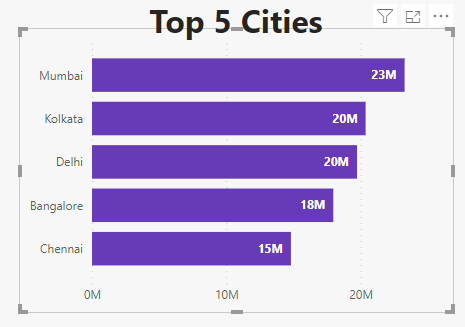 Top 5 Cities
Mumbai 23M
Kolkata 20M
Delhi 20M
Bangalore 18M
Chennai 15M
0M 10M 20M